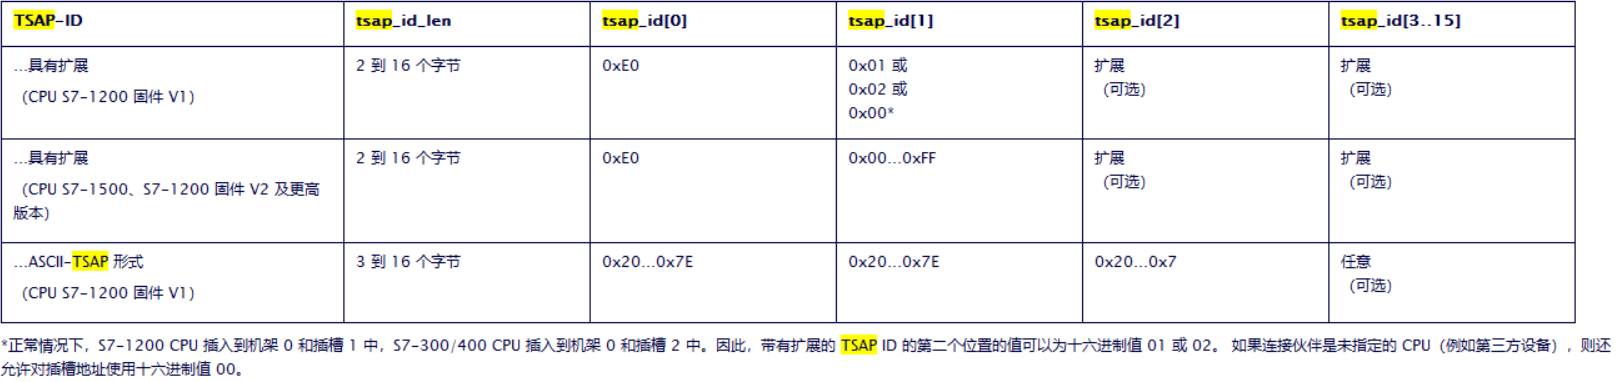 TSAP-ID tsap_id_len tsap_id[0] tsap_id[1] tsap_id[2] tsap_id[3..15]
...具有扩展 2 到 16 个字节 0xE0 0x01 或 扩展 扩展
0x02 或 （可选） （可选）
（CPU S7-1200 固件 V1）
0x00*
...具有扩展 2 到 16 个字节 0xE0 0x00...0xFF 扩展 扩展
（CPU S7-1500、S7-1200 固件 V2 及更高 （可选） （可选）
版本）
...ASCII-TSAP 形式 3 到 16 个字节 0x20...0x7E 0x20...0x7E 0x20...0x7 任意
（CPU S7-1200 固件 V1） （可选）
*正常情况下，S7-1200 CPU 插入到机架 0 和插槽 1 中，S7-300/400 CPU 插入到机架 0 和插槽 2 中。因此，带有扩展的 TSAP ID 的第二个位置的值可以为十六进制值 01 或 02。 如果连接伙伴是未指定的 CPU（例如第三方设备），则还
允许对插槽地址使用十六进制值 00。